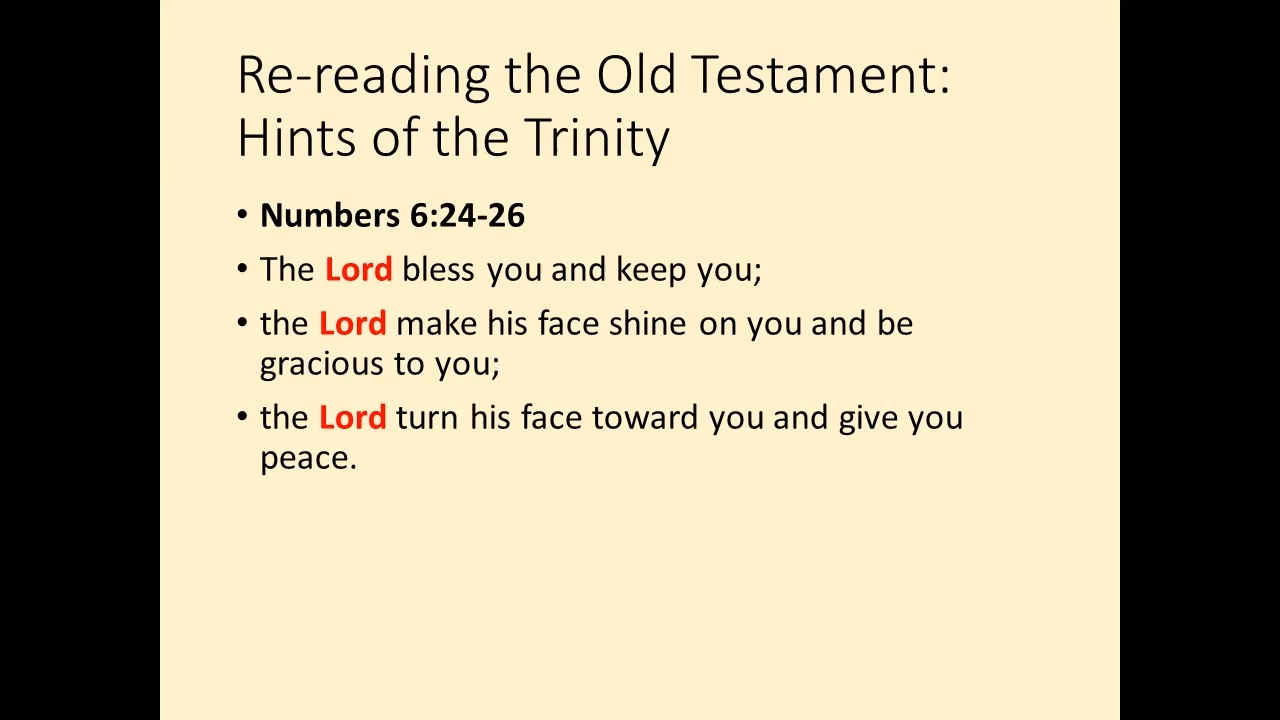 Re-reading the Old Testament:
Hints of the Trinity
• Numbers 6:24-26
• The Lord bless you and keep you;
• the Lord make his face shine on you and be
gracious to you;
• the Lord turn his face toward you and give you
peace.